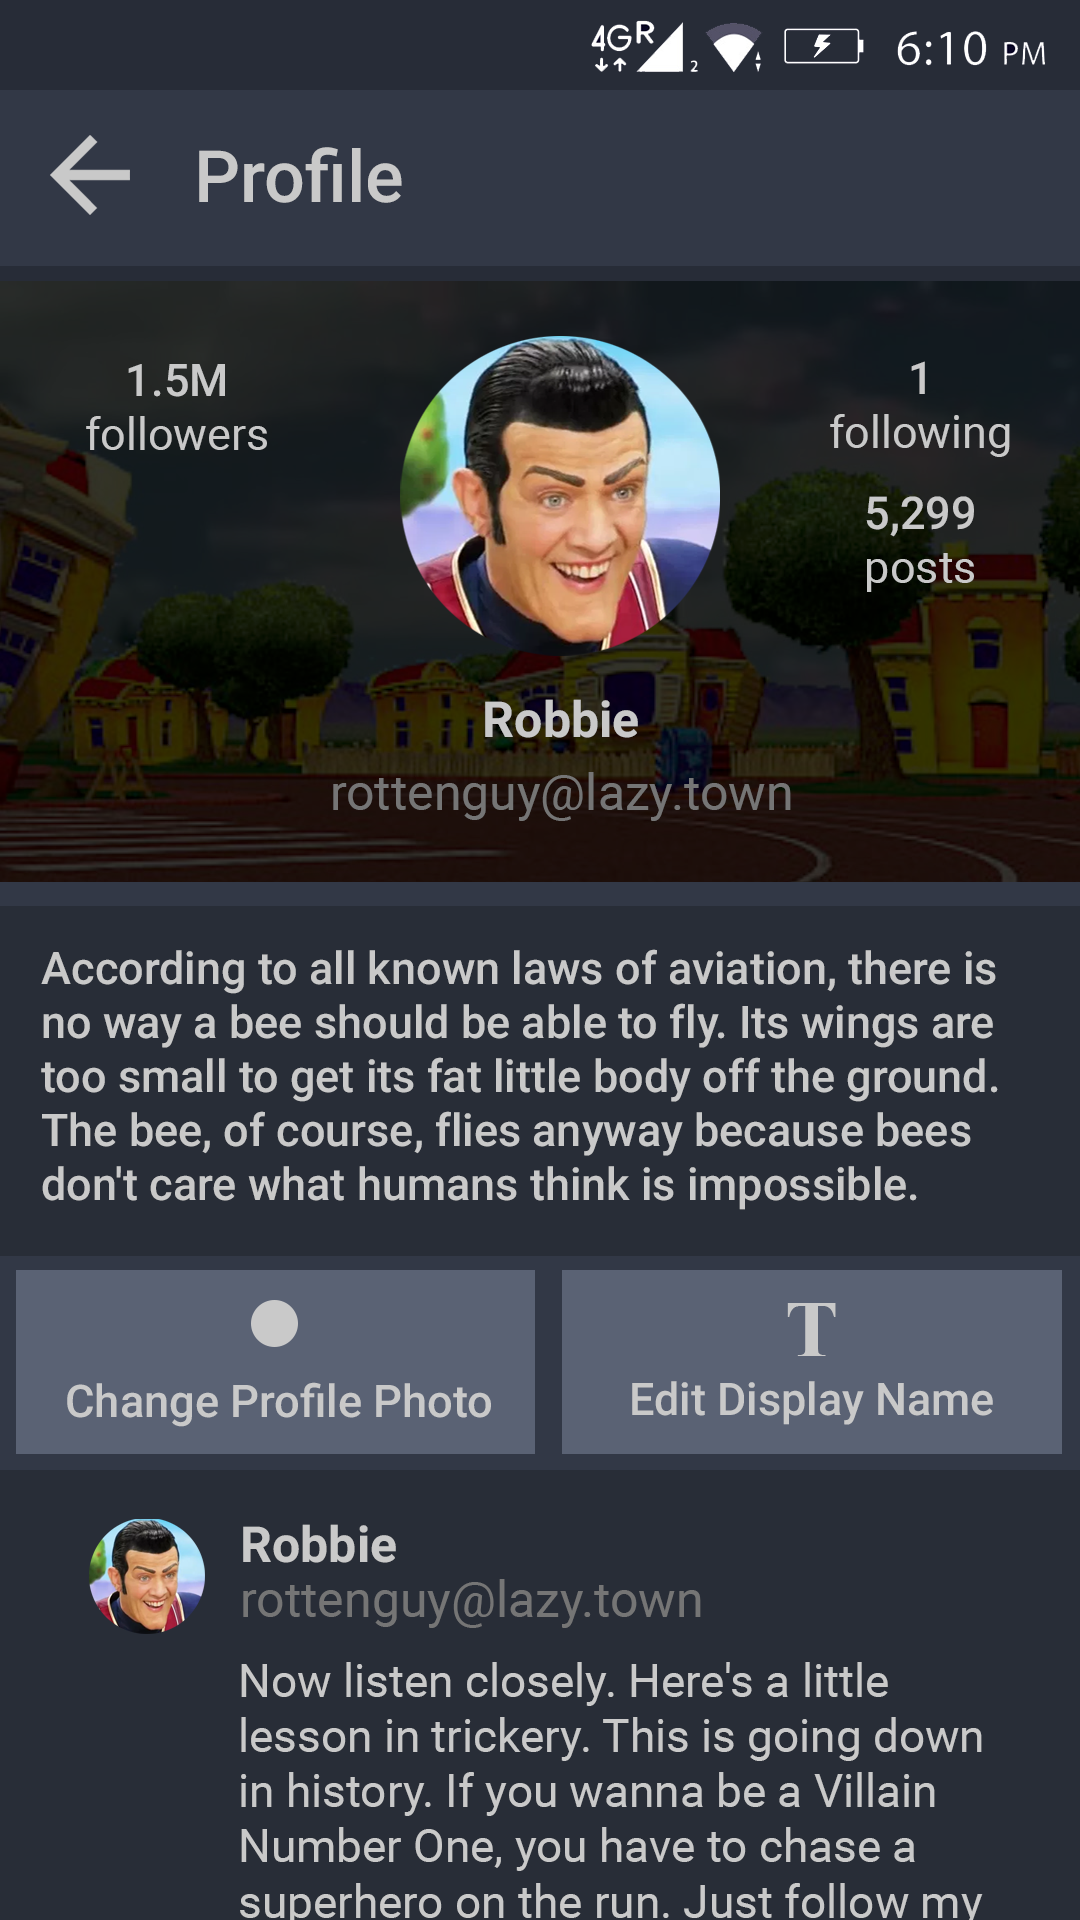 4G R 2 6:10 PM
Profile
1.5M
followers
1
following
5,299
posts
Robbie
rottenguy@lazy.town
According to all known laws of aviation, there is
no way a bee should be able to fly. Its wings are
too small to get its fat little body off the ground.
The bee, of course, flies anyway because bees
don't care what humans think is impossible.
T
Change Profile Photo
Edit Display Name
Robbie
rottenguy@lazy.town
Now listen closely. Here's a little
lesson in trickery. This is going down
in history. If you wanna be a Villain
Number One, you have to chase a
superhero on the run. Just follow my